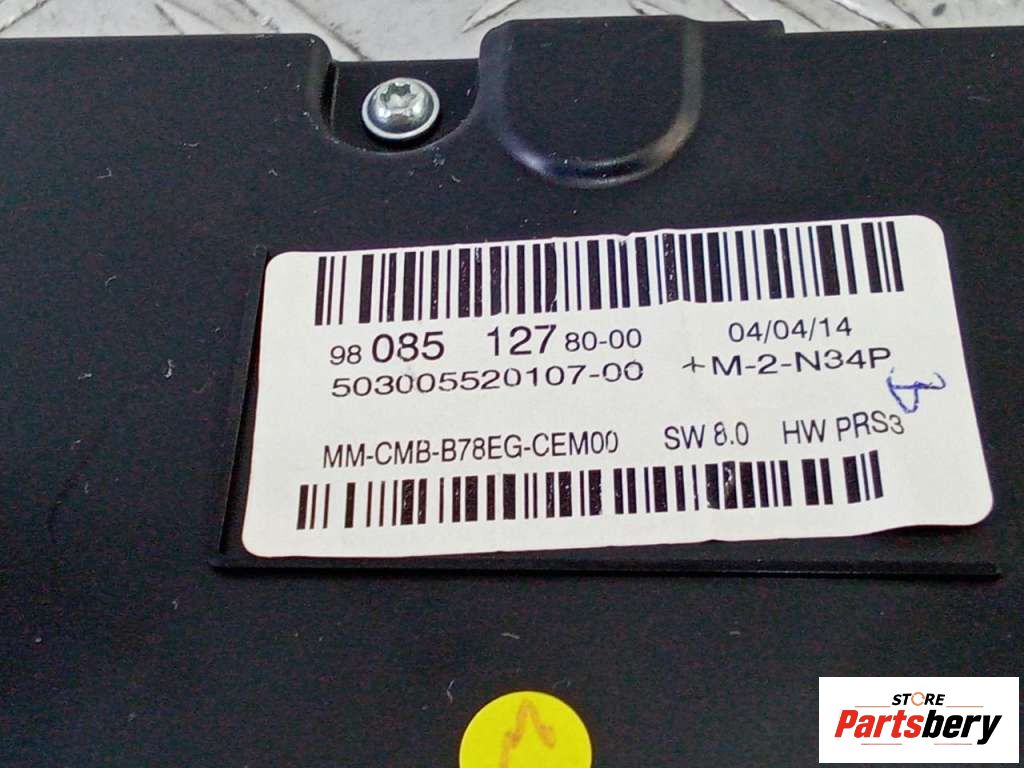 98 085 127 80-00 04/04/14
503005520107-00 +M-2-N34P
MM-CMB-B78EG-CEM00 SW 8.0 HW PRS3
STORE
Partsbery